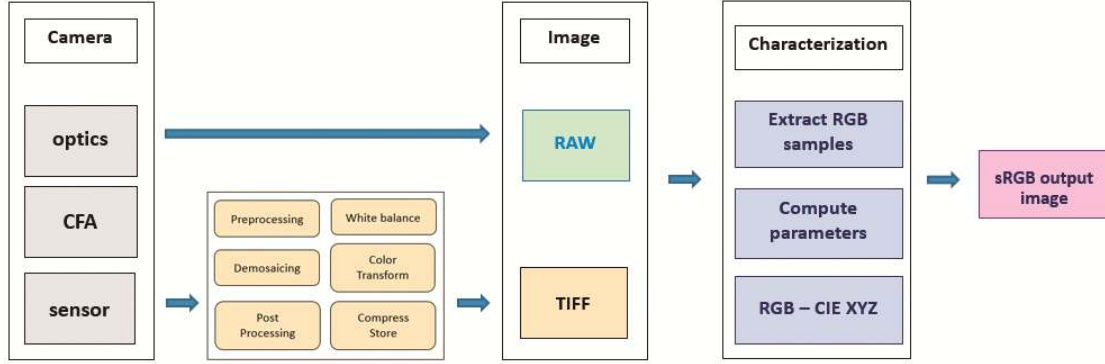 Camera
optics
CFA
sensor
Preprocessing
White balance
Demosaicing
Color
Transform
Post
Processing
Compress
Store
Image
RAW
TIFF
Characterization
Extract RGB
samples
Compute
parameters
RGB – CIE XYZ
sRGB output
image